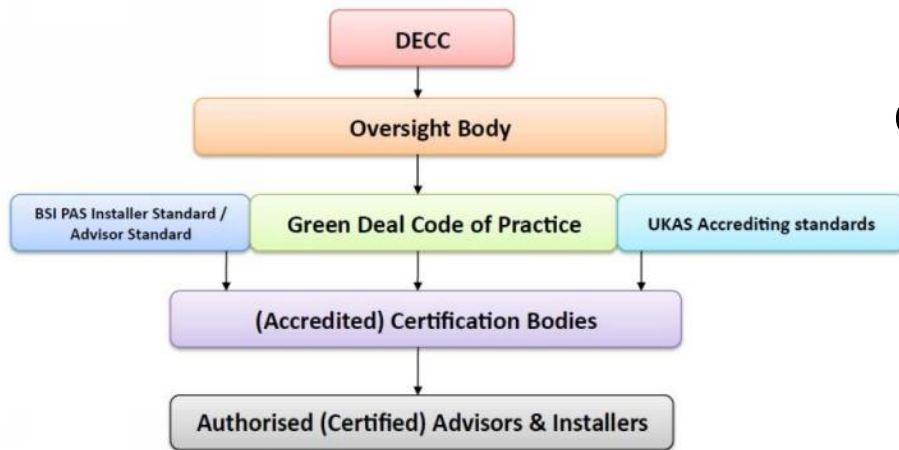 DECC
Oversight Body
BSI PAS Installer Standard /
Advisor Standard
Green Deal Code of Practice
UKAS Accrediting standards
(Accredited) Certification Bodies
Authorised (Certified) Advisors & Installers